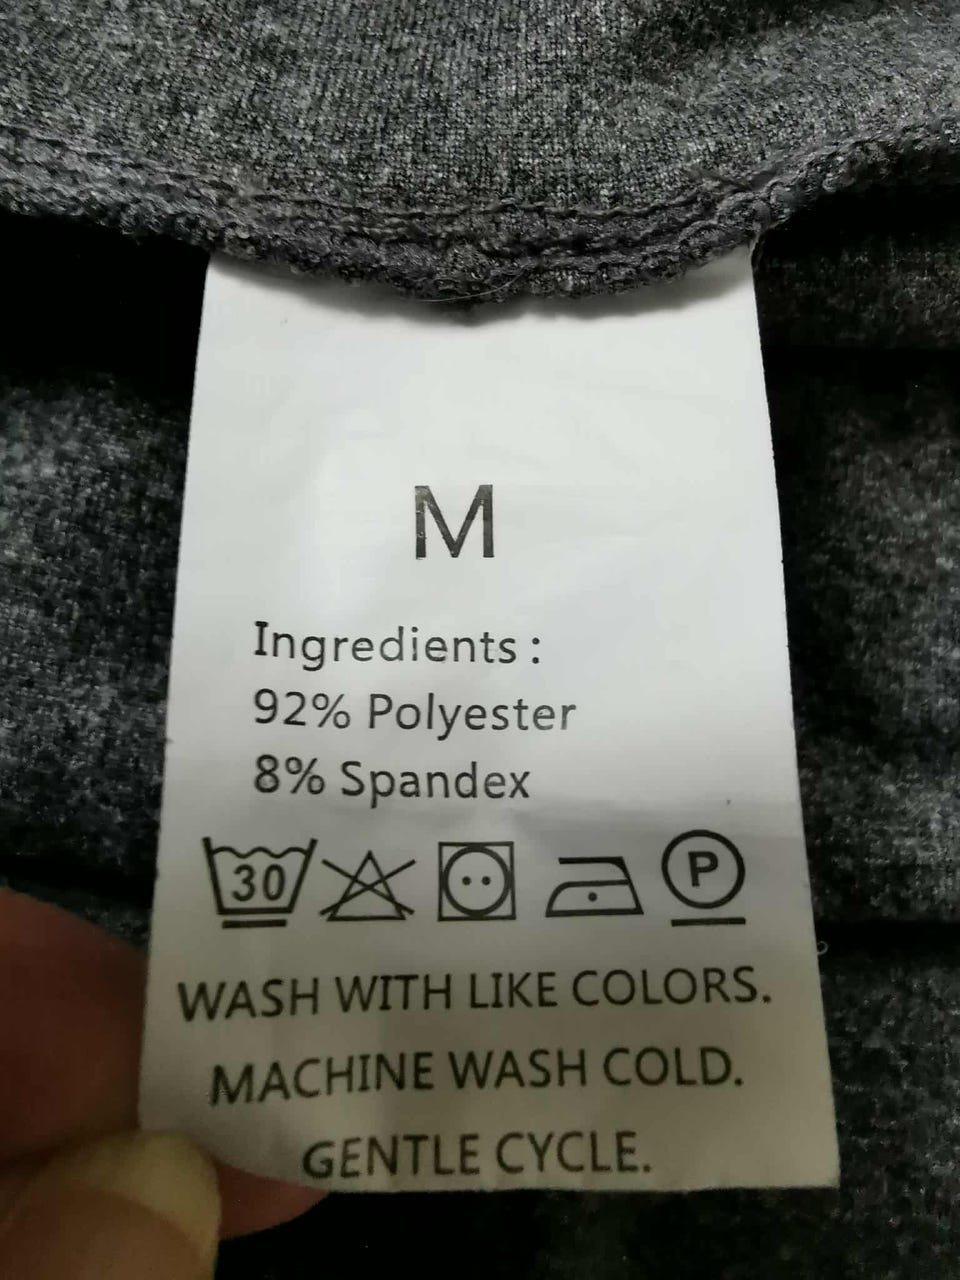 M
Ingredients:
92% Polyester
8% Spandex
30 P
WASH WITH LIKE COLORS.
MACHINE WASH COLD.
GENTLE CYCLE.